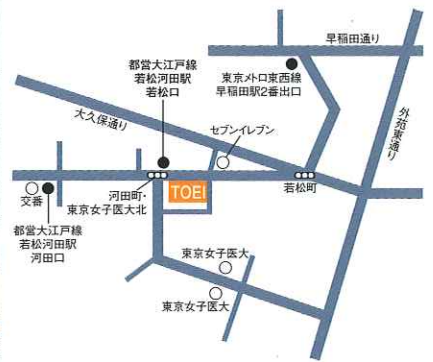 早稲田通り
都営大江戸線
若松河田駅
若松口
東京メトロ東西線
早稲田駅2番出口
大久保通り
外苑東通り
セブンイレブン
TOEI
若松町
河田町・
東京女子医大北
交番
都営大江戸線
若松河田駅
河田口
東京女子医大
東京女子医大